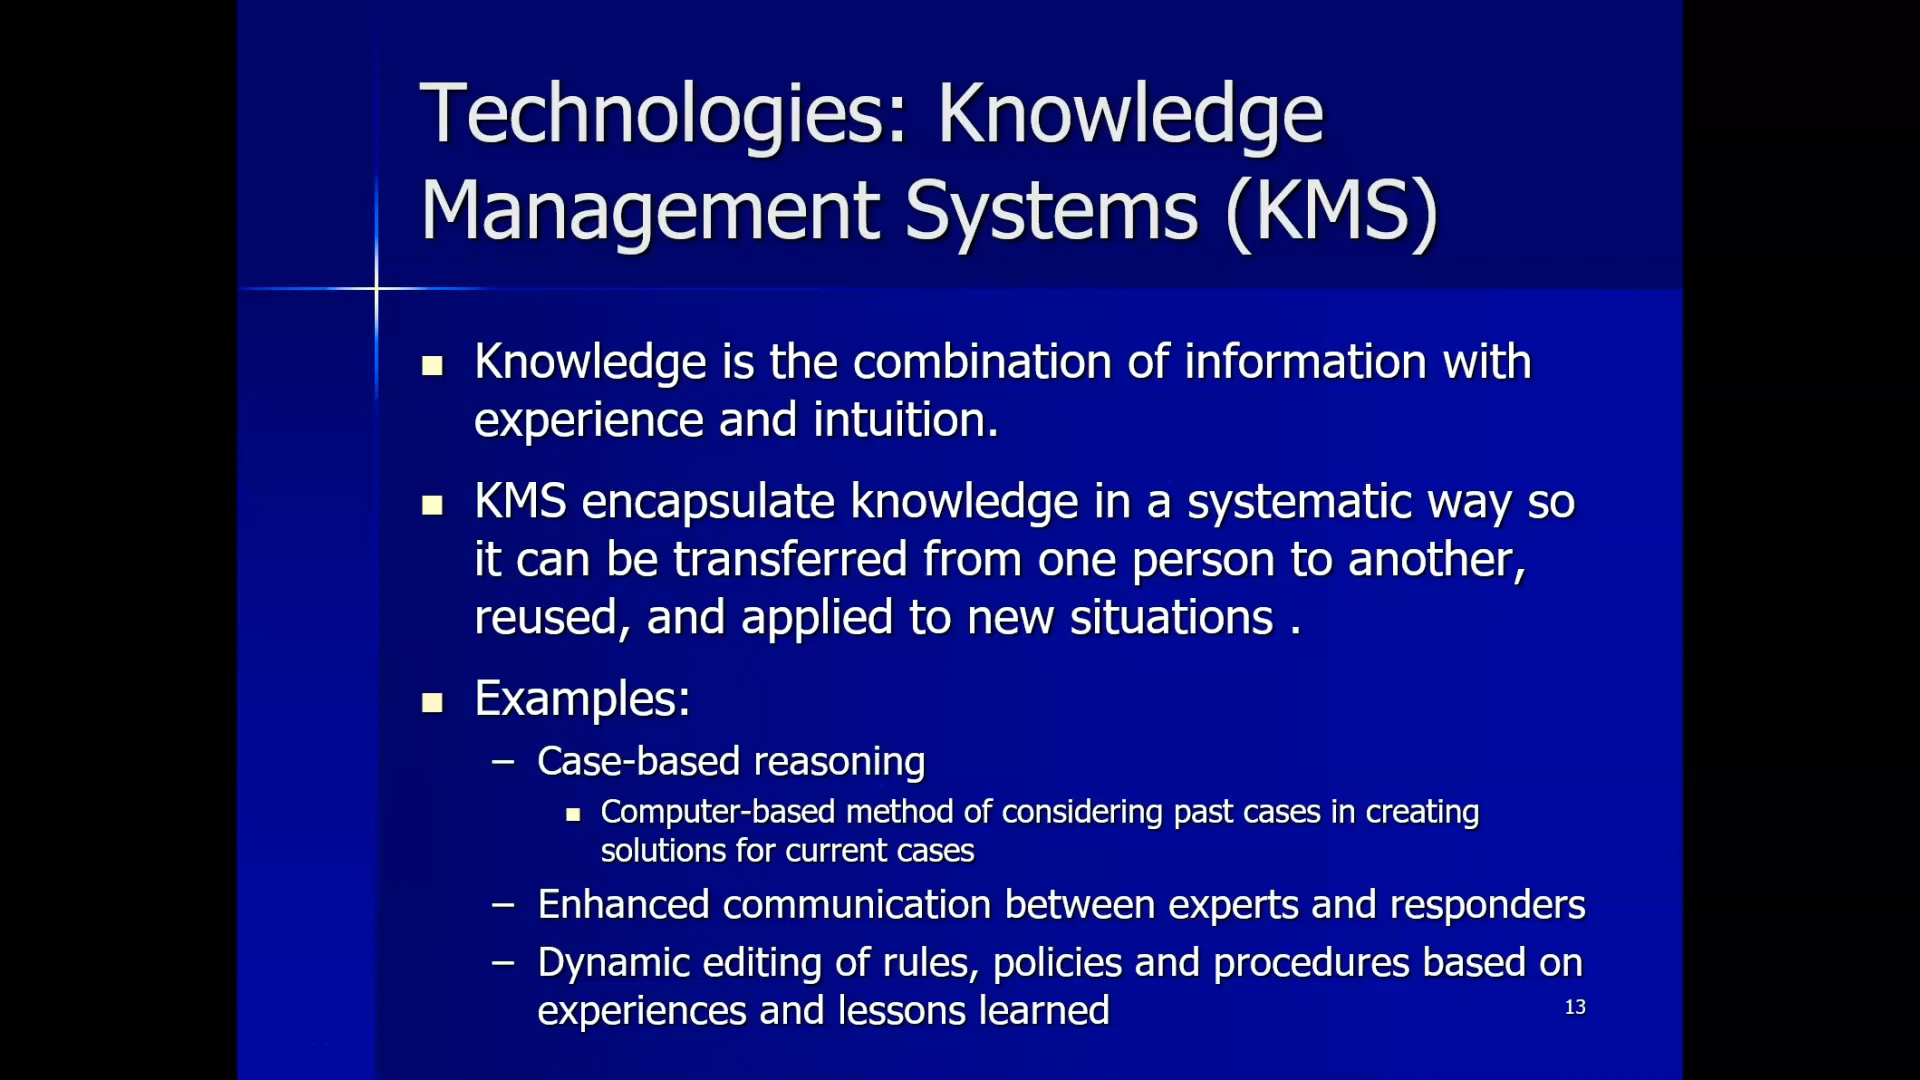 Technologies: Knowledge
Management Systems (KMS)
Knowledge is the combination of information with
experience and intuition.
KMS encapsulate knowledge in a systematic way so
it can be transferred from one person to another,
reused, and applied to new situations .
Examples:
– Case-based reasoning
Computer-based method of considering past cases in creating
solutions for current cases
– Enhanced communication between experts and responders
– Dynamic editing of rules, policies and procedures based on
experiences and lessons learned
13